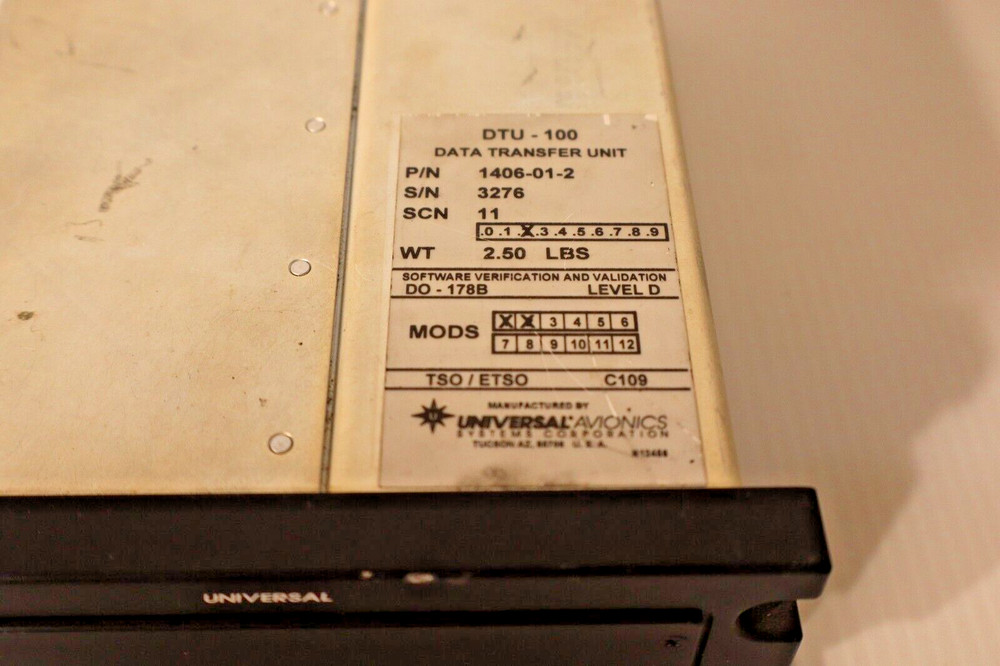 DTU - 100
DATA TRANSFER UNIT
P/N 1406-01-2
S/N 3276
SCN 11
.0 .1 X .3 .4 .5 .6 .7 .8 .9
WT 2.50 LBS
SOFTWARE VERIFICATION AND VALIDATION
DO - 178B LEVEL D
MODS X X 3 4 5 6
7 8 9 10 11 12
TSO / ETSO C109
MANUFACTURED BY
U UNIVERSAL AVIONICS
SYSTEMS CORPORATION
TUCSON AZ, U.S.A.
UNIVERSAL